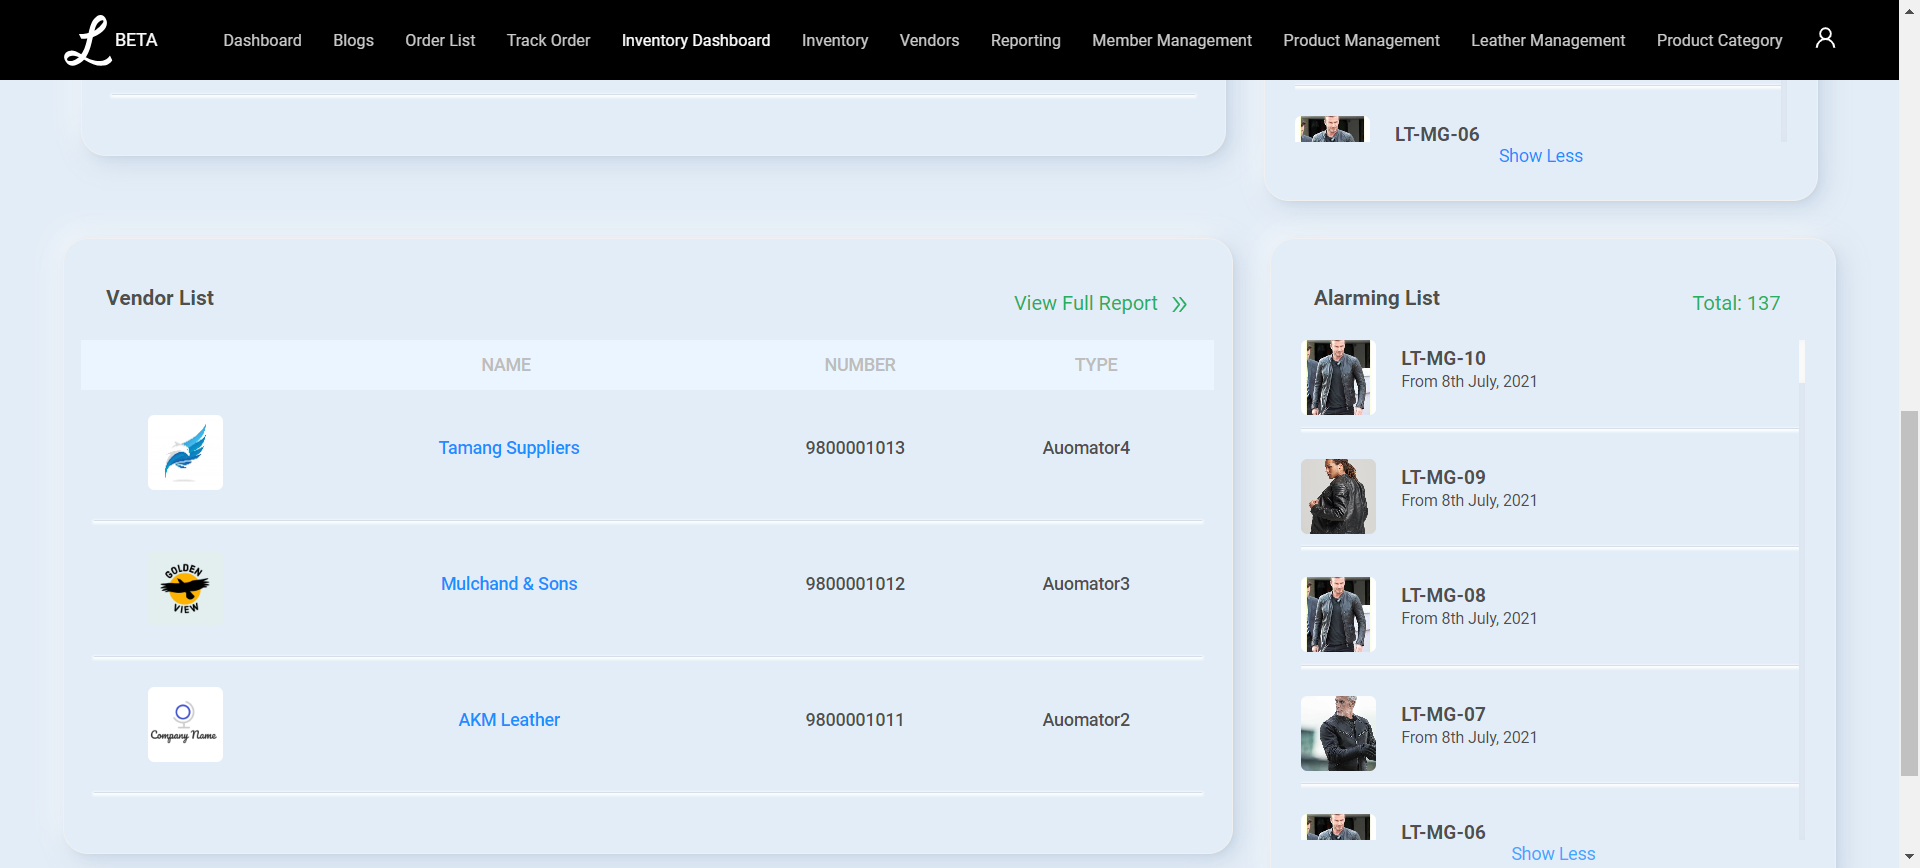 L BETA Dashboard Blogs Order List Track Order Inventory Dashboard Inventory Vendors Reporting Member Management Product Management Leather Management Product Category
LT-MG-06
Show Less
Vendor List
View Full Report »
NAME NUMBER TYPE
Tamang Suppliers 9800001013 Auomator4
GOLDEN
VIEW
Mulchand & Sons 9800001012 Auomator3
Company Name
AKM Leather 9800001011 Auomator2
Alarming List
Total: 137
LT-MG-10
From 8th July, 2021
LT-MG-09
From 8th July, 2021
LT-MG-08
From 8th July, 2021
LT-MG-07
From 8th July, 2021
LT-MG-06
Show Less